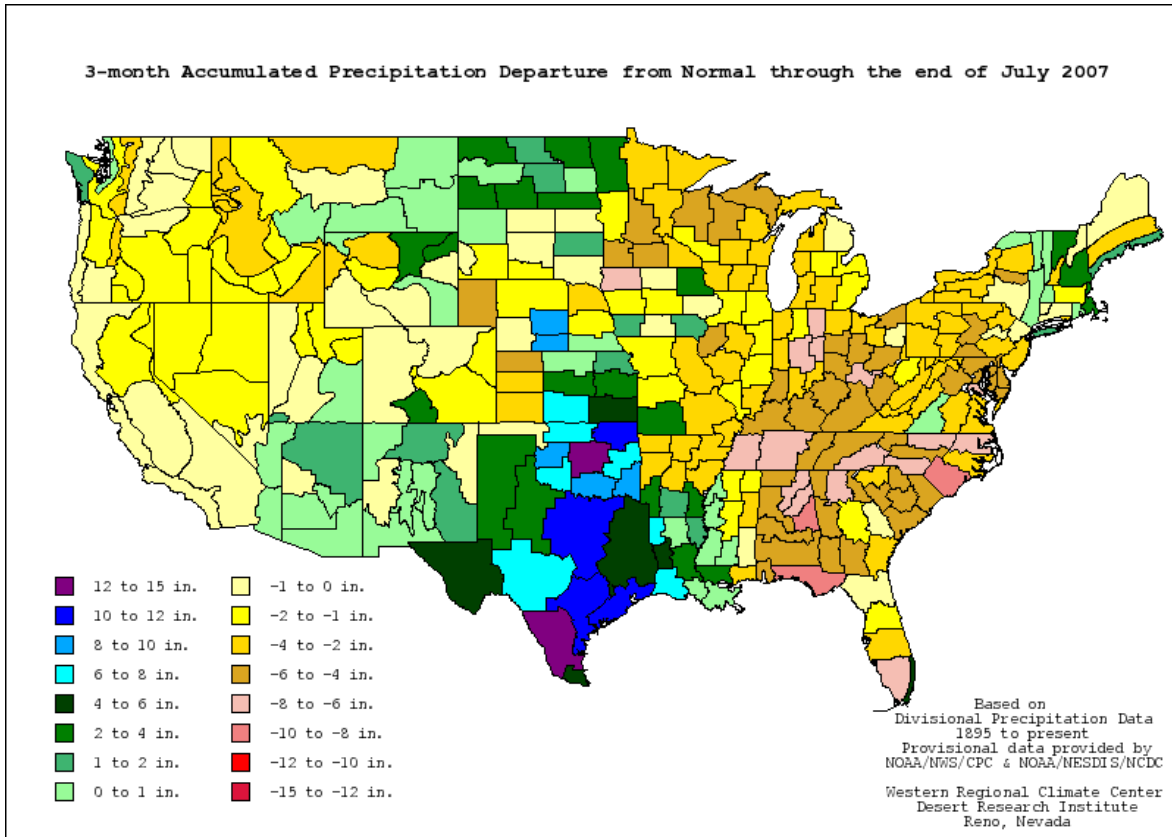 3-month Accumulated Precipitation Departure from Normal through the end of July 2007
12 to 15 in.
10 to 12 in.
8 to 10 in.
6 to 8 in.
4 to 6 in.
2 to 4 in.
1 to 2 in.
0 to 1 in.
-1 to 0 in.
-2 to -1 in.
-4 to -2 in.
-6 to -4 in.
-8 to -6 in.
-10 to -8 in.
-12 to -10 in.
-15 to -12 in.
Based on
Divisional Precipitation Data
1895 to present
Provisional data provided by
NOAA/NWS/CPC & NOAA/NESDIS/NCDC
Western Regional Climate Center
Desert Research Institute
Reno, Nevada